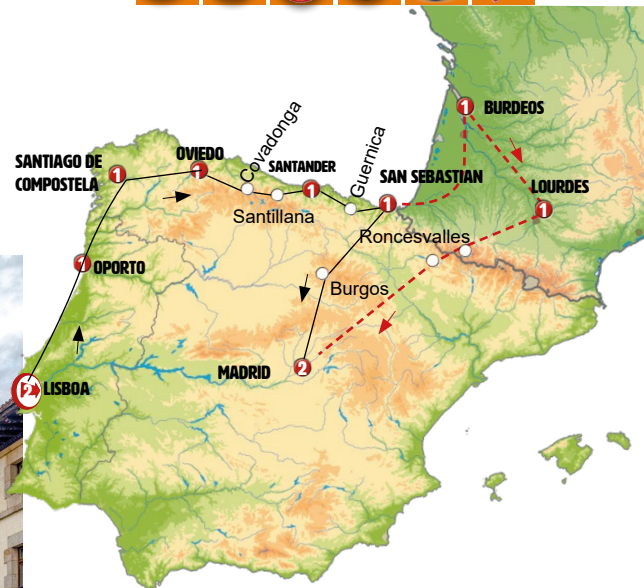 BURDEOS
1
Covadonga
Guernica
OVIEDO
1
SANTANDER
1
SANTIAGO DE
COMPOSTELA
1
SAN SEBASTIAN
1
LOURDES
1
Santillana
Roncesvalles
1
OPORTO
Burgos
MADRID
2
2
LISBOA